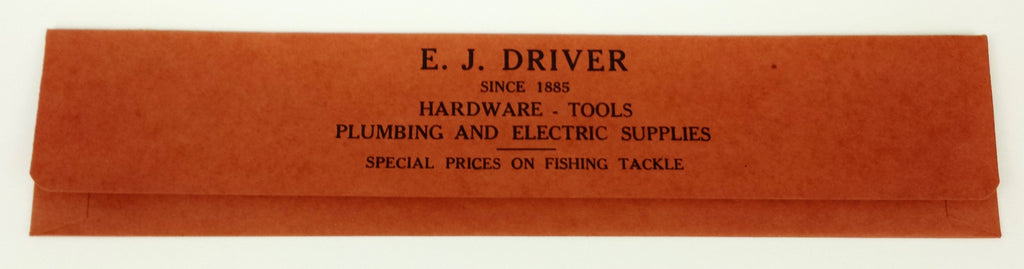 E. J. DRIVER
SINCE 1885
HARDWARE - TOOLS
PLUMBING AND ELECTRIC SUPPLIES
SPECIAL PRICES ON FISHING TACKLE